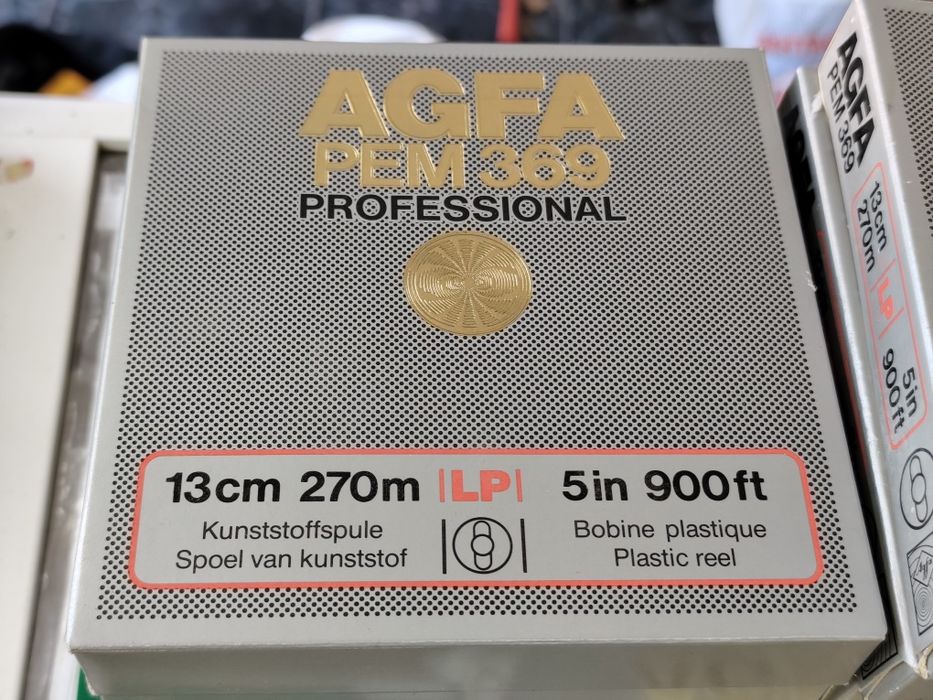 AGFA
PEM 369
PROFESSIONAL
13cm 270m |LP| 5in 900ft
Kunststoffspule
Spoel van kunststof
Bobine plastique
Plastic reel
AGFA
PEM 369
13cm
270m
LP
5in
900ft